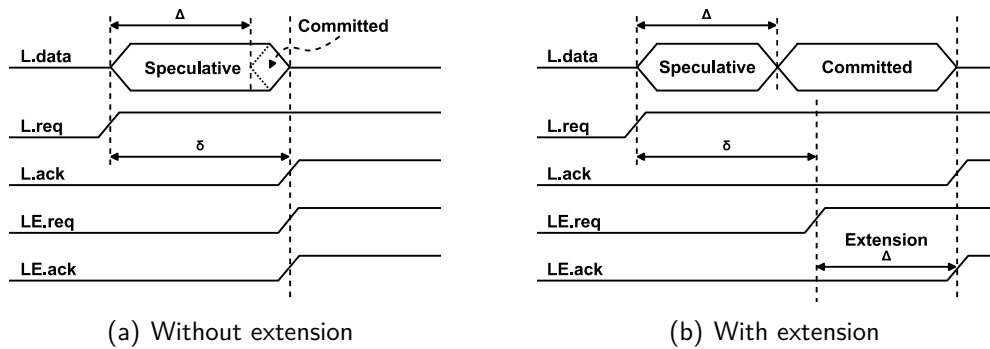 Δ
Committed
L.data
Speculative
L.req
δ
L.ack
LE.req
LE.ack
(a) Without extension
Δ
L.data
Speculative
Committed
L.req
δ
L.ack
LE.req
Extension
Δ
LE.ack
(b) With extension